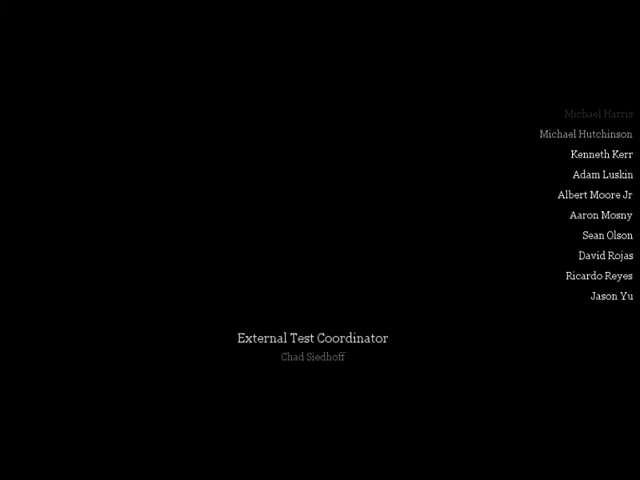 Michael Harris
Michael Hutchinson
Kenneth Kerr
Adam Luskin
Albert Moore Jr
Aaron Mosny
Sean Olson
David Rojas
Ricardo Reyes
Jason Yu
External Test Coordinator
Chad Siedhoff